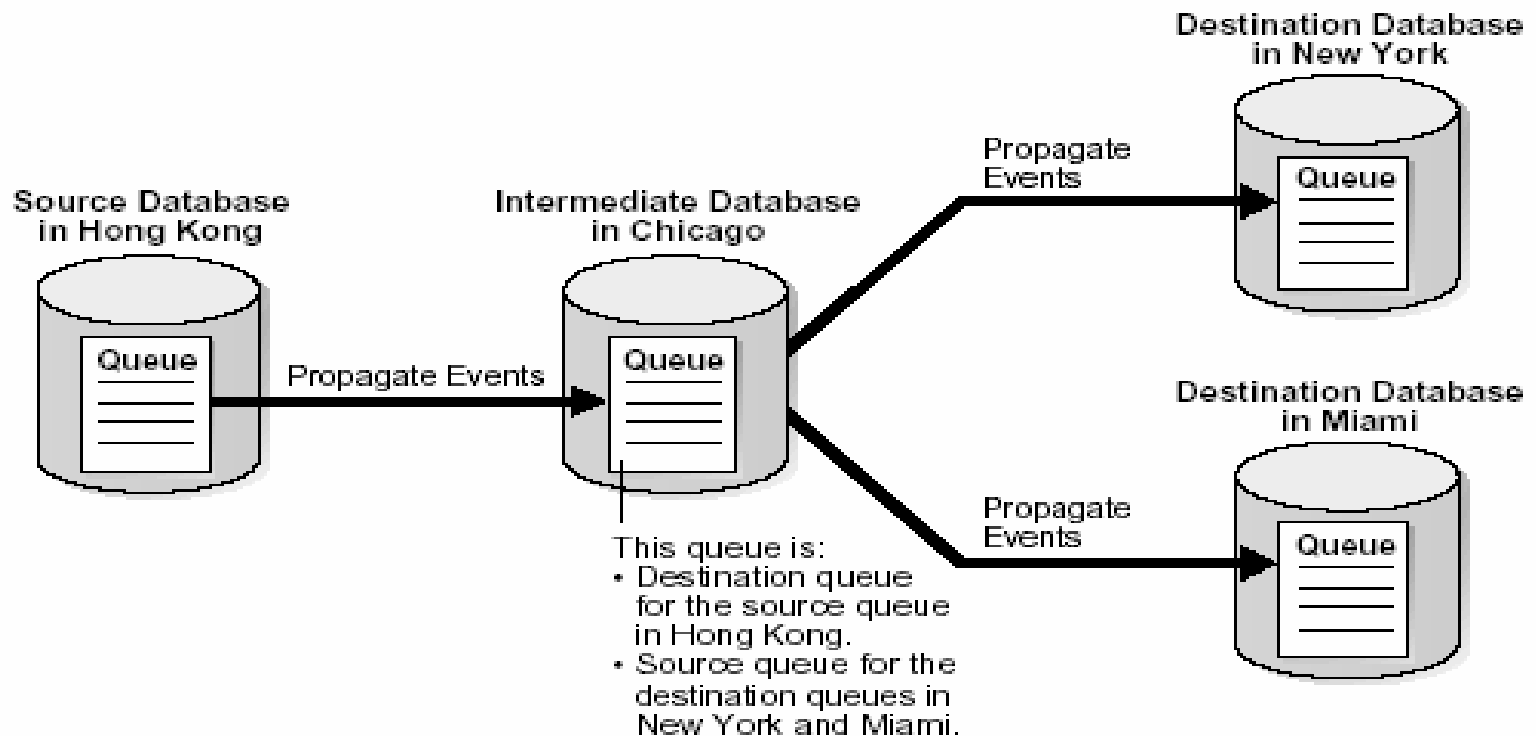 Source Database
in Hong Kong
Queue
Propagate Events
Intermediate Database
in Chicago
Queue
This queue is:
• Destination queue
for the source queue
in Hong Kong.
• Source queue for the
destination queues in
New York and Miami.
Propagate
Events
Destination Database
in New York
Queue
Propagate
Events
Destination Database
in Miami
Queue